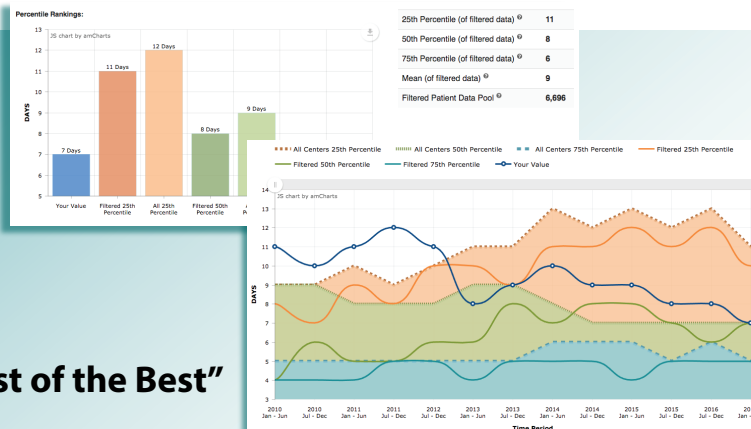 Percentile Rankings:
JS chart by amCharts
13
12
11
10
9
8
7
6
5
DAYS
7 Days
11 Days
12 Days
8 Days
9 Days
Your Value
Filtered 25th Percentile
All 25th Percentile
Filtered 50th Percentile
25th Percentile (of filtered data) 11
50th Percentile (of filtered data) 8
75th Percentile (of filtered data) 6
Mean (of filtered data) 9
Filtered Patient Data Pool 6,696
All Centers 25th Percentile All Centers 50th Percentile All Centers 75th Percentile Filtered 25th Percentile
Filtered 50th Percentile Filtered 75th Percentile Your Value
JS chart by amCharts
14
13
12
11
10
9
8
7
6
5
4
3
DAYS
2010 Jan - Jun
2010 Jul - Dec
2011 Jan - Jun
2011 Jul - Dec
2012 Jan - Jun
2012 Jul - Dec
2013 Jan - Jun
2013 Jul - Dec
2014 Jan - Jun
2014 Jul - Dec
2015 Jan - Jun
2015 Jul - Dec
2016 Jul - Dec
Time Period
st of the Best”